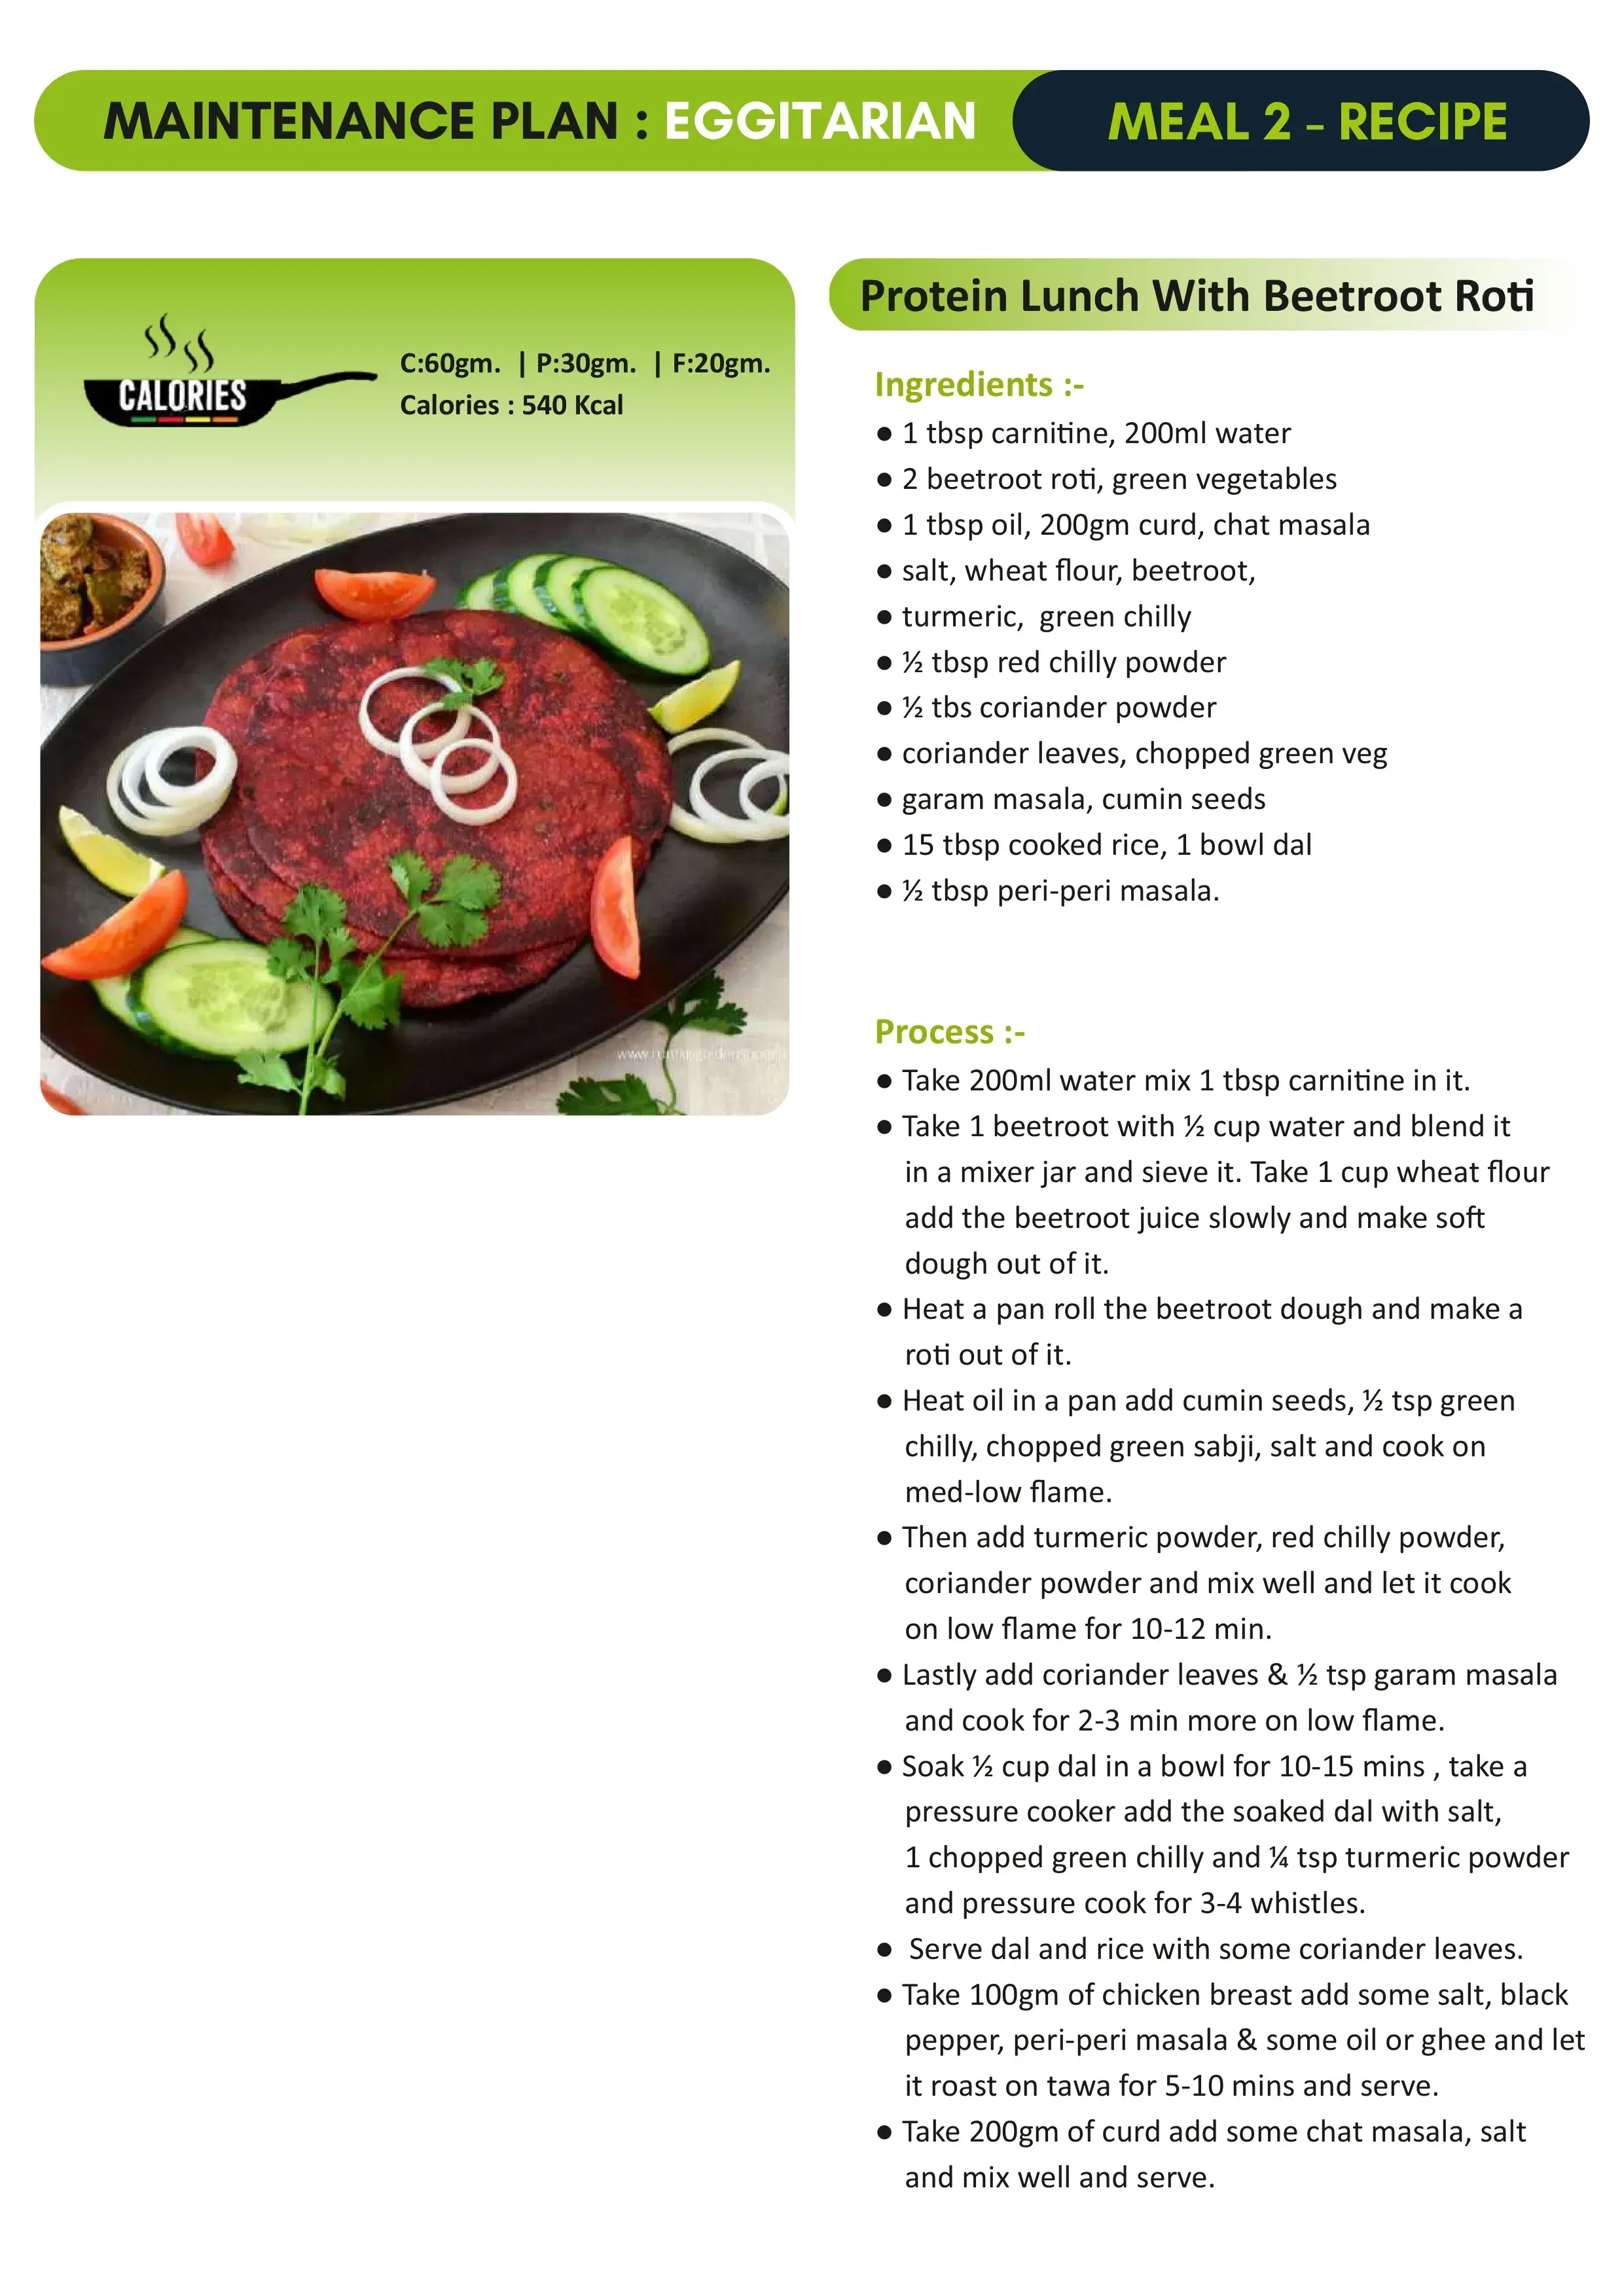 MAINTENANCE PLAN : EGGITARIAN
MEAL 2 - RECIPE
CALORIES
C:60gm. | P:30gm. | F:20gm.
Calories : 540 Kcal
Protein Lunch With Beetroot Roti
Ingredients :-
● 1 tbsp carnitine, 200ml water
● 2 beetroot roti, green vegetables
● 1 tbsp oil, 200gm curd, chat masala
● salt, wheat flour, beetroot,
● turmeric, green chilly
● ½ tbsp red chilly powder
● ½ tbs coriander powder
● coriander leaves, chopped green veg
● garam masala, cumin seeds
● 15 tbsp cooked rice, 1 bowl dal
● ½ tbsp peri-peri masala.
Process :-
● Take 200ml water mix 1 tbsp carnitine in it.
● Take 1 beetroot with ½ cup water and blend it
in a mixer jar and sieve it. Take 1 cup wheat flour
add the beetroot juice slowly and make soft
dough out of it.
● Heat a pan roll the beetroot dough and make a
roti out of it.
● Heat oil in a pan add cumin seeds, ½ tsp green
chilly, chopped green sabji, salt and cook on
med-low flame.
● Then add turmeric powder, red chilly powder,
coriander powder and mix well and let it cook
on low flame for 10-12 min.
● Lastly add coriander leaves & ½ tsp garam masala
and cook for 2-3 min more on low flame.
● Soak ½ cup dal in a bowl for 10-15 mins , take a
pressure cooker add the soaked dal with salt,
1 chopped green chilly and ¼ tsp turmeric powder
and pressure cook for 3-4 whistles.
● Serve dal and rice with some coriander leaves.
● Take 100gm of chicken breast add some salt, black
pepper, peri-peri masala & some oil or ghee and let
it roast on tawa for 5-10 mins and serve.
● Take 200gm of curd add some chat masala, salt
and mix well and serve.